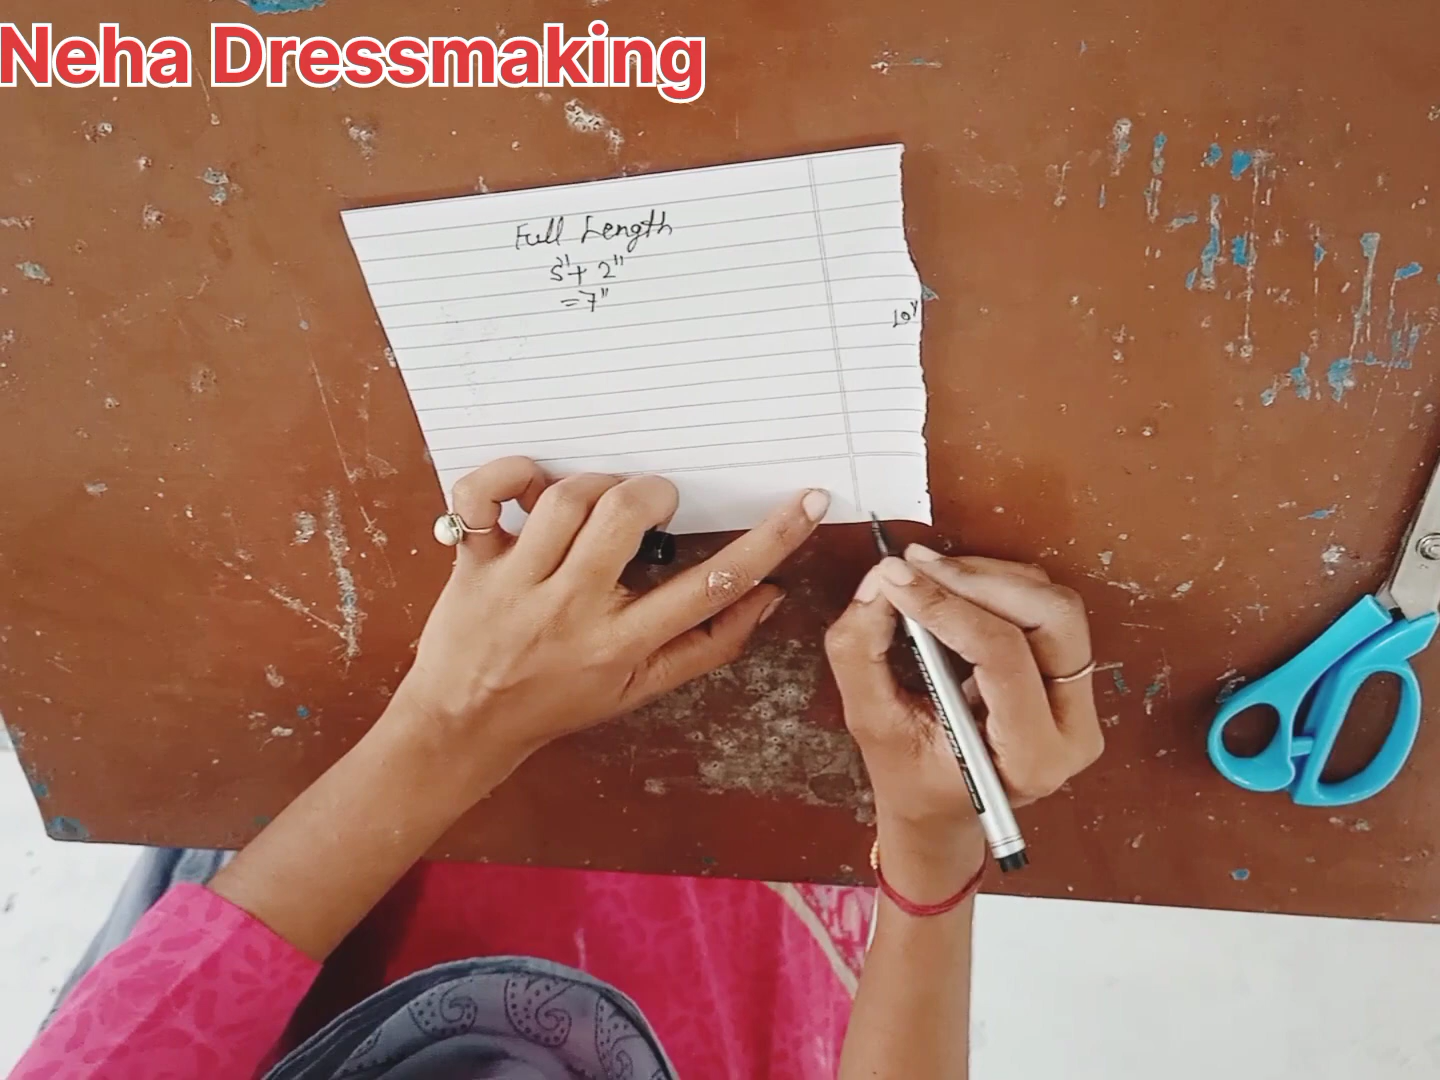 Neha Dressmaking
Full Length
5"+ 2"
=7"
10"